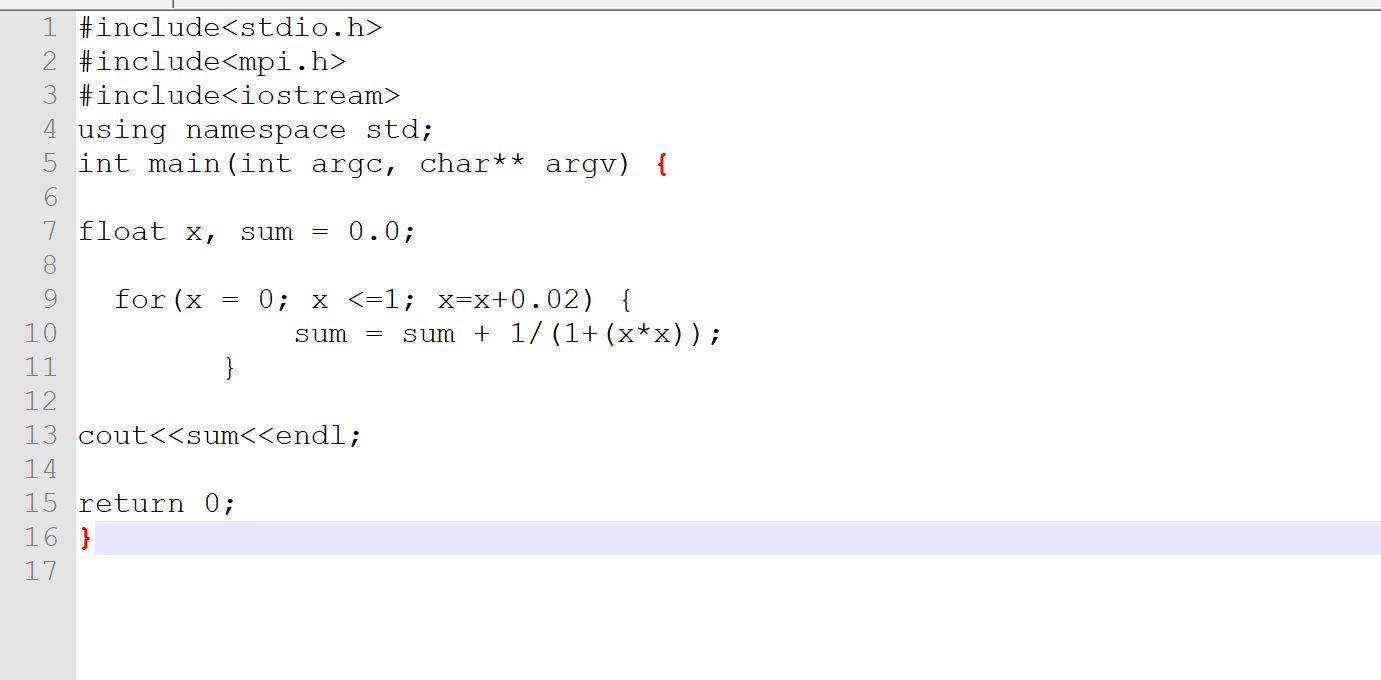 1 #include<stdio.h>
2 #include<mpi.h>
3 #include<iostream>
4 using namespace std;
5 int main(int argc, char** argv) {
6
7 float x, sum = 0.0;
8
9 for(x = 0; x <=1; x=x+0.02) {
10 sum = sum + 1/(1+(x*x));
11 }
12
13 cout<<sum<<endl;
14
15 return 0;
16 }
17